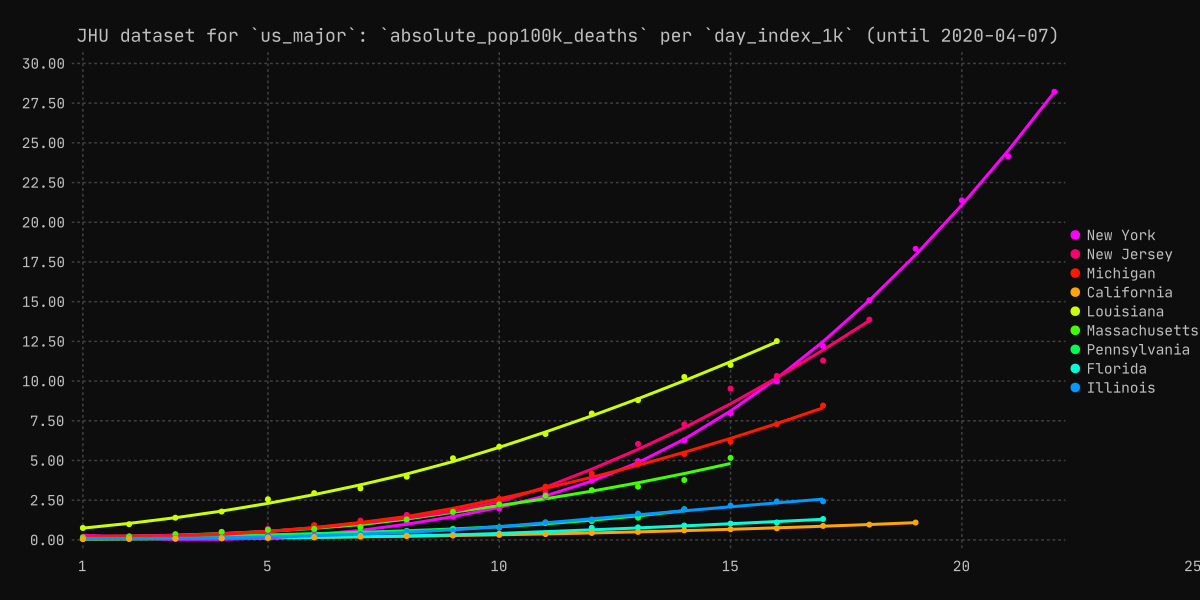 JHU dataset for `us_major`: `absolute_pop100k_deaths` per `day_index_1k` (until 2020-04-07)
30.00
27.50
25.00
22.50
20.00
17.50
15.00
12.50
10.00
7.50
5.00
2.50
0.00
1 5 10 15 20 25
New York
New Jersey
Michigan
California
Louisiana
Massachusetts
Pennsylvania
Florida
Illinois